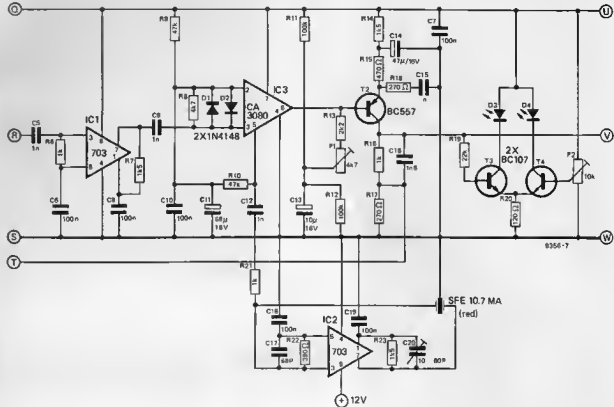 Q
U
R9
47k
R11
100k
R14
1k5
C14
47µ/16V
C7
100n
R15
470Ω
R18
270Ω
C15
n
IC1
C5
1n
R6
1k
703
C9
1n
R7
1k5
R8
4k7
D1
D2
2X1N4148
CA
3080
IC3
R
T2
BC557
R13
2k2
P1
4k7
R16
1k
C16
1n5
D3
D4
V
R19
22k
2X
BC107
T3
T4
P2
10k
R20
120Ω
C6
100n
C8
100n
C10
100n
R10
47k
C11
68µ
16V
C12
1n
C13
10µ
16V
R12
100k
R17
270Ω
9356-7
S
W
T
R21
1k
C18
100n
C17
68p
R22
390Ω
IC2
703
C19
100n
R23
1k5
C20
10
80p
SFE 10.7 MA
(red)
+ 12V